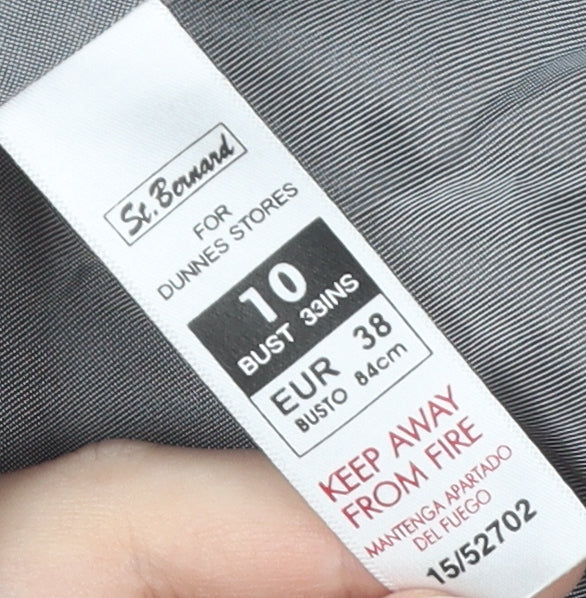 St. Bernard
FOR
DUNNES STORES
10
BUST 33INS
EUR 38
BUSTO 84cm
KEEP AWAY
FROM FIRE
MANTENGA APARTADO
DEL FUEGO
15/52702